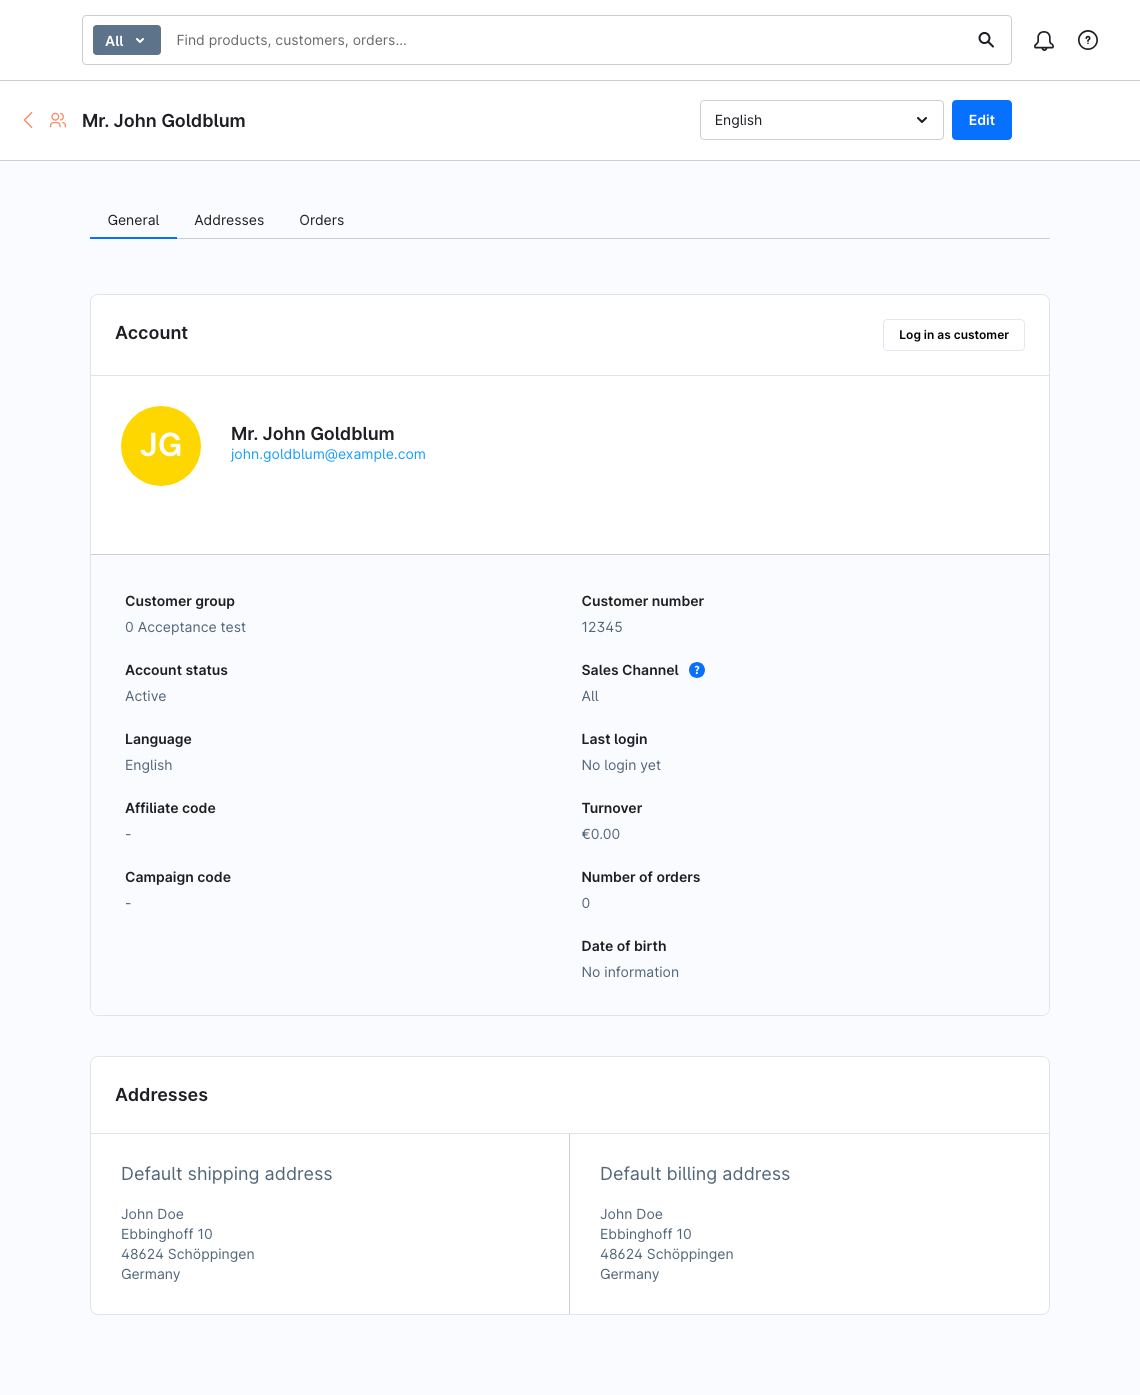 All
Find products, customers, orders...
Mr. John Goldblum
English
Edit
General
Addresses
Orders
Account
Log in as customer
JG
Mr. John Goldblum
john.goldblum@example.com
Customer group
0 Acceptance test
Account status
Active
Language
English
Affiliate code
-
Campaign code
-
Customer number
12345
Sales Channel ?
All
Last login
No login yet
Turnover
€0.00
Number of orders
0
Date of birth
No information
Addresses
Default shipping address
John Doe
Ebbinghoff 10
48624 Schöppingen
Germany
Default billing address
John Doe
Ebbinghoff 10
48624 Schöppingen
Germany